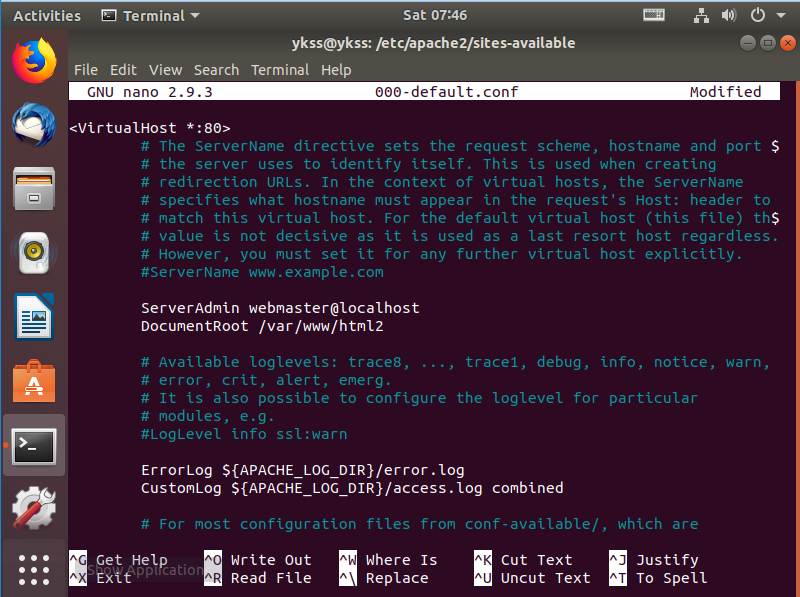 Activities Terminal Sat 07:46
ykss@ykss: /etc/apache2/sites-available
File Edit View Search Terminal Help
GNU nano 2.9.3 000-default.conf Modified
<VirtualHost *:80>
# The ServerName directive sets the request scheme, hostname and port $
# the server uses to identify itself. This is used when creating
# redirection URLs. In the context of virtual hosts, the ServerName
# specifies what hostname must appear in the request's Host: header to
# match this virtual host. For the default virtual host (this file) th$
# value is not decisive as it is used as a last resort host regardless.
# However, you must set it for any further virtual host explicitly.
#ServerName www.example.com
ServerAdmin webmaster@localhost
DocumentRoot /var/www/html2
# Available loglevels: trace8, ..., trace1, debug, info, notice, warn,
# error, crit, alert, emerg.
# It is also possible to configure the loglevel for particular
# modules, e.g.
#LogLevel info ssl:warn
ErrorLog ${APACHE_LOG_DIR}/error.log
CustomLog ${APACHE_LOG_DIR}/access.log combined
# For most configuration files from conf-available/, which are
^G Get Help ^O Write Out ^W Where Is ^K Cut Text ^J Justify
Show Application
^X Exit ^R Read File ^\ Replace ^U Uncut Text ^T To Spell